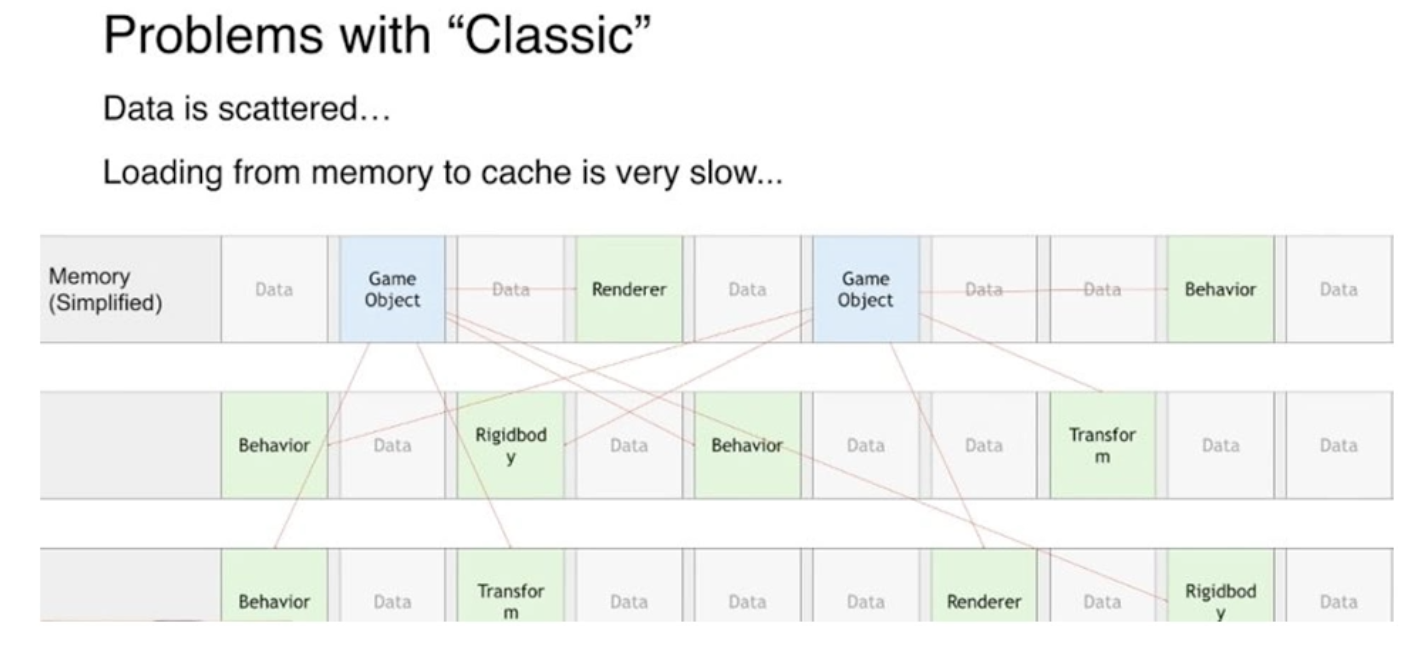 Problems with “Classic”
Data is scattered…
Loading from memory to cache is very slow...
Memory
(Simplified)
Data
Game
Object
Data
Renderer
Data
Game
Object
Data
Data
Behavior
Data
Behavior
Data
Rigidbod
y
Data
Behavior
Data
Data
Transfor
m
Data
Data
Behavior
Data
Transfor
m
Data
Data
Data
Renderer
Data
Rigidbod
y
Data